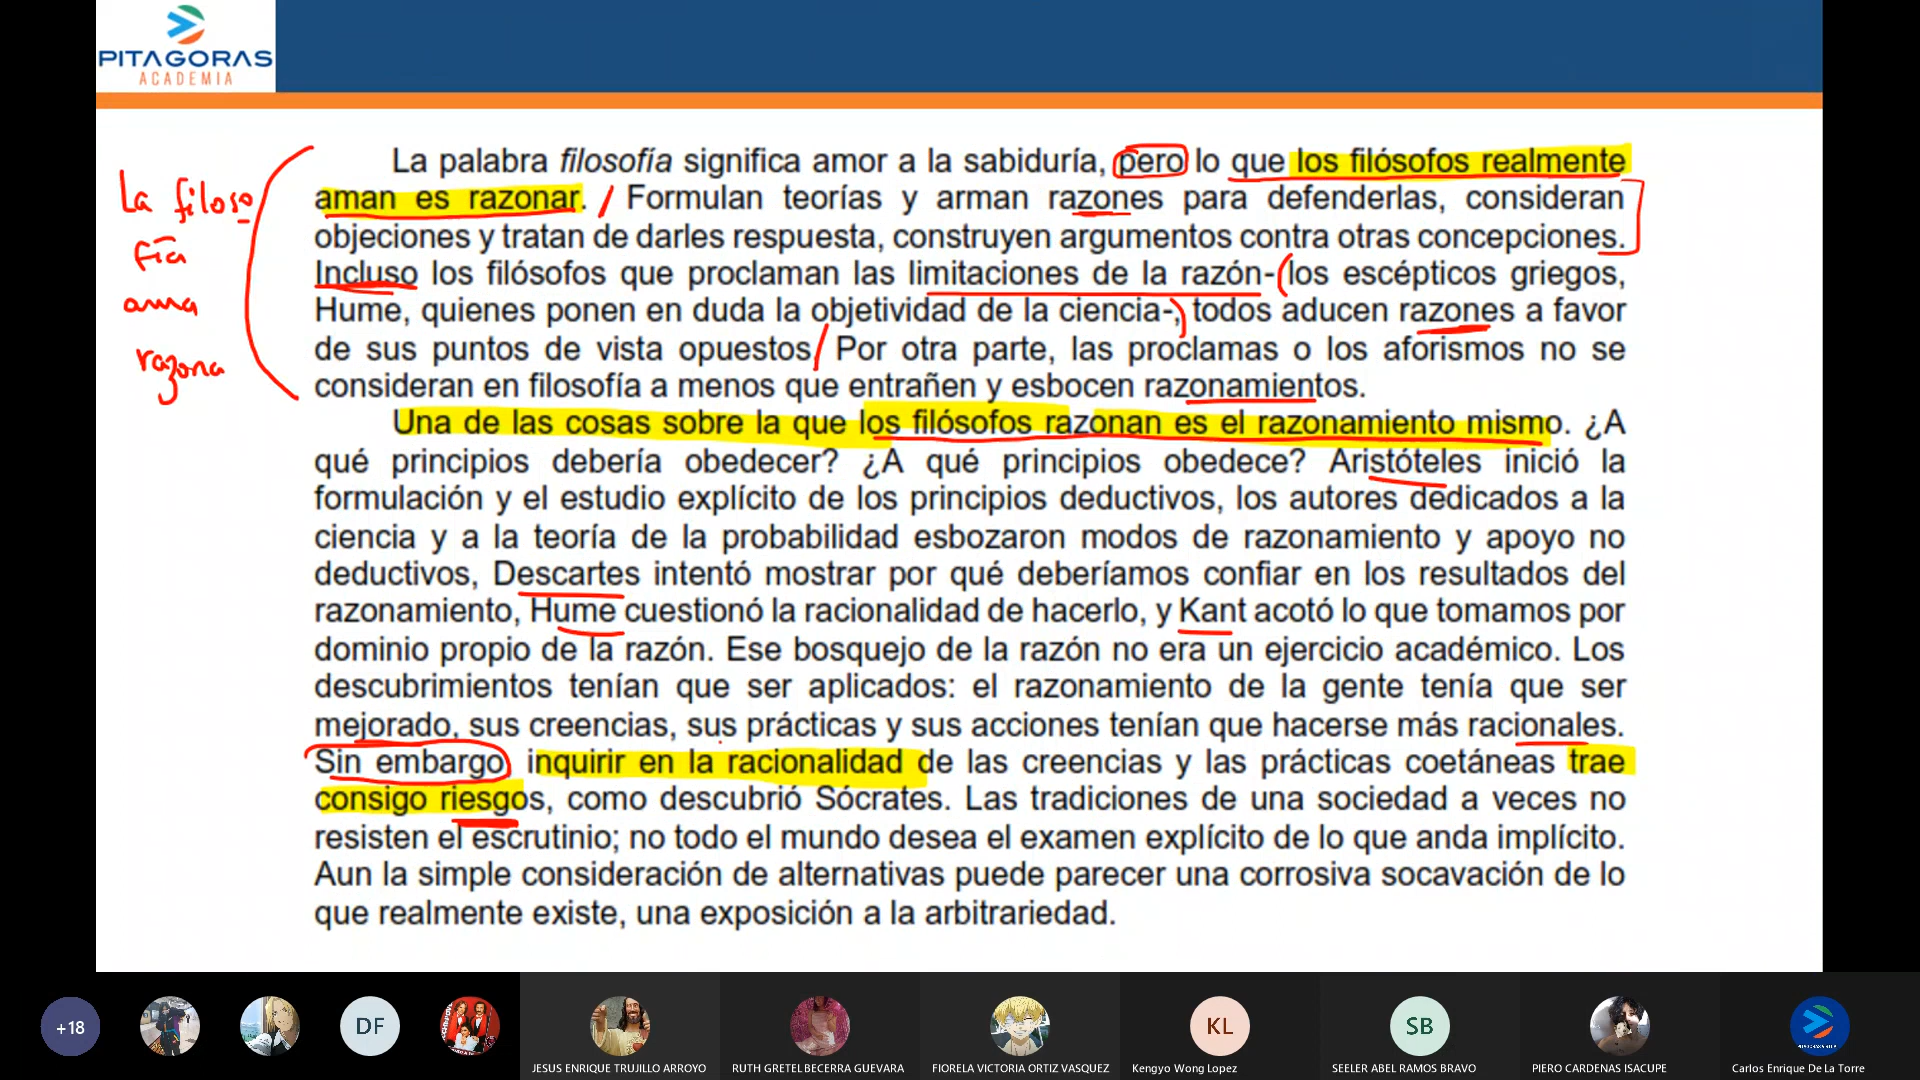 PITAGORAS
ACADEMIA
La filoso
fía
ama
razona
La palabra filosofía significa amor a la sabiduría, pero lo que los filósofos realmente
aman es razonar. Formulan teorías y arman razones para defenderlas, consideran
objeciones y tratan de darles respuesta, construyen argumentos contra otras concepciones.
Incluso los filósofos que proclaman las limitaciones de la razón-(los escépticos griegos,
Hume, quienes ponen en duda la objetividad de la ciencia-,) todos aducen razones a favor
de sus puntos de vista opuestos/ Por otra parte, las proclamas o los aforismos no se
consideran en filosofía a menos que entrañen y esbocen razonamientos.
Una de las cosas sobre la que los filósofos razonan es el razonamiento mismo. ¿A
qué principios debería obedecer? ¿A qué principios obedece? Aristóteles inició la
formulación y el estudio explícito de los principios deductivos, los autores dedicados a la
ciencia y a la teoría de la probabilidad esbozaron modos de razonamiento y apoyo no
deductivos, Descartes intentó mostrar por qué deberíamos confiar en los resultados del
razonamiento, Hume cuestionó la racionalidad de hacerlo, y Kant acotó lo que tomamos por
dominio propio de la razón. Ese bosquejo de la razón no era un ejercicio académico. Los
descubrimientos tenían que ser aplicados: el razonamiento de la gente tenía que ser
mejorado, sus creencias, sus prácticas y sus acciones tenían que hacerse más racionales.
Sin embargo, inquirir en la racionalidad de las creencias y las prácticas coetáneas trae
consigo riesgos, como descubrió Sócrates. Las tradiciones de una sociedad a veces no
resisten el escrutinio; no todo el mundo desea el examen explícito de lo que anda implícito.
Aun la simple consideración de alternativas puede parecer una corrosiva socavación de lo
que realmente existe, una exposición a la arbitrariedad.
+18
DF
KL
SB
JESUS ENRIQUE TRUJILLO ARROYO
RUTH GRETEL BECERRA GUEVARA
FIORELA VICTORIA ORTIZ VASQUEZ
Kengyo Wong Lopez
SEELER ABEL RAMOS BRAVO
PIERO CARDENAS ISACUPE
Carlos Enrique De La Torre